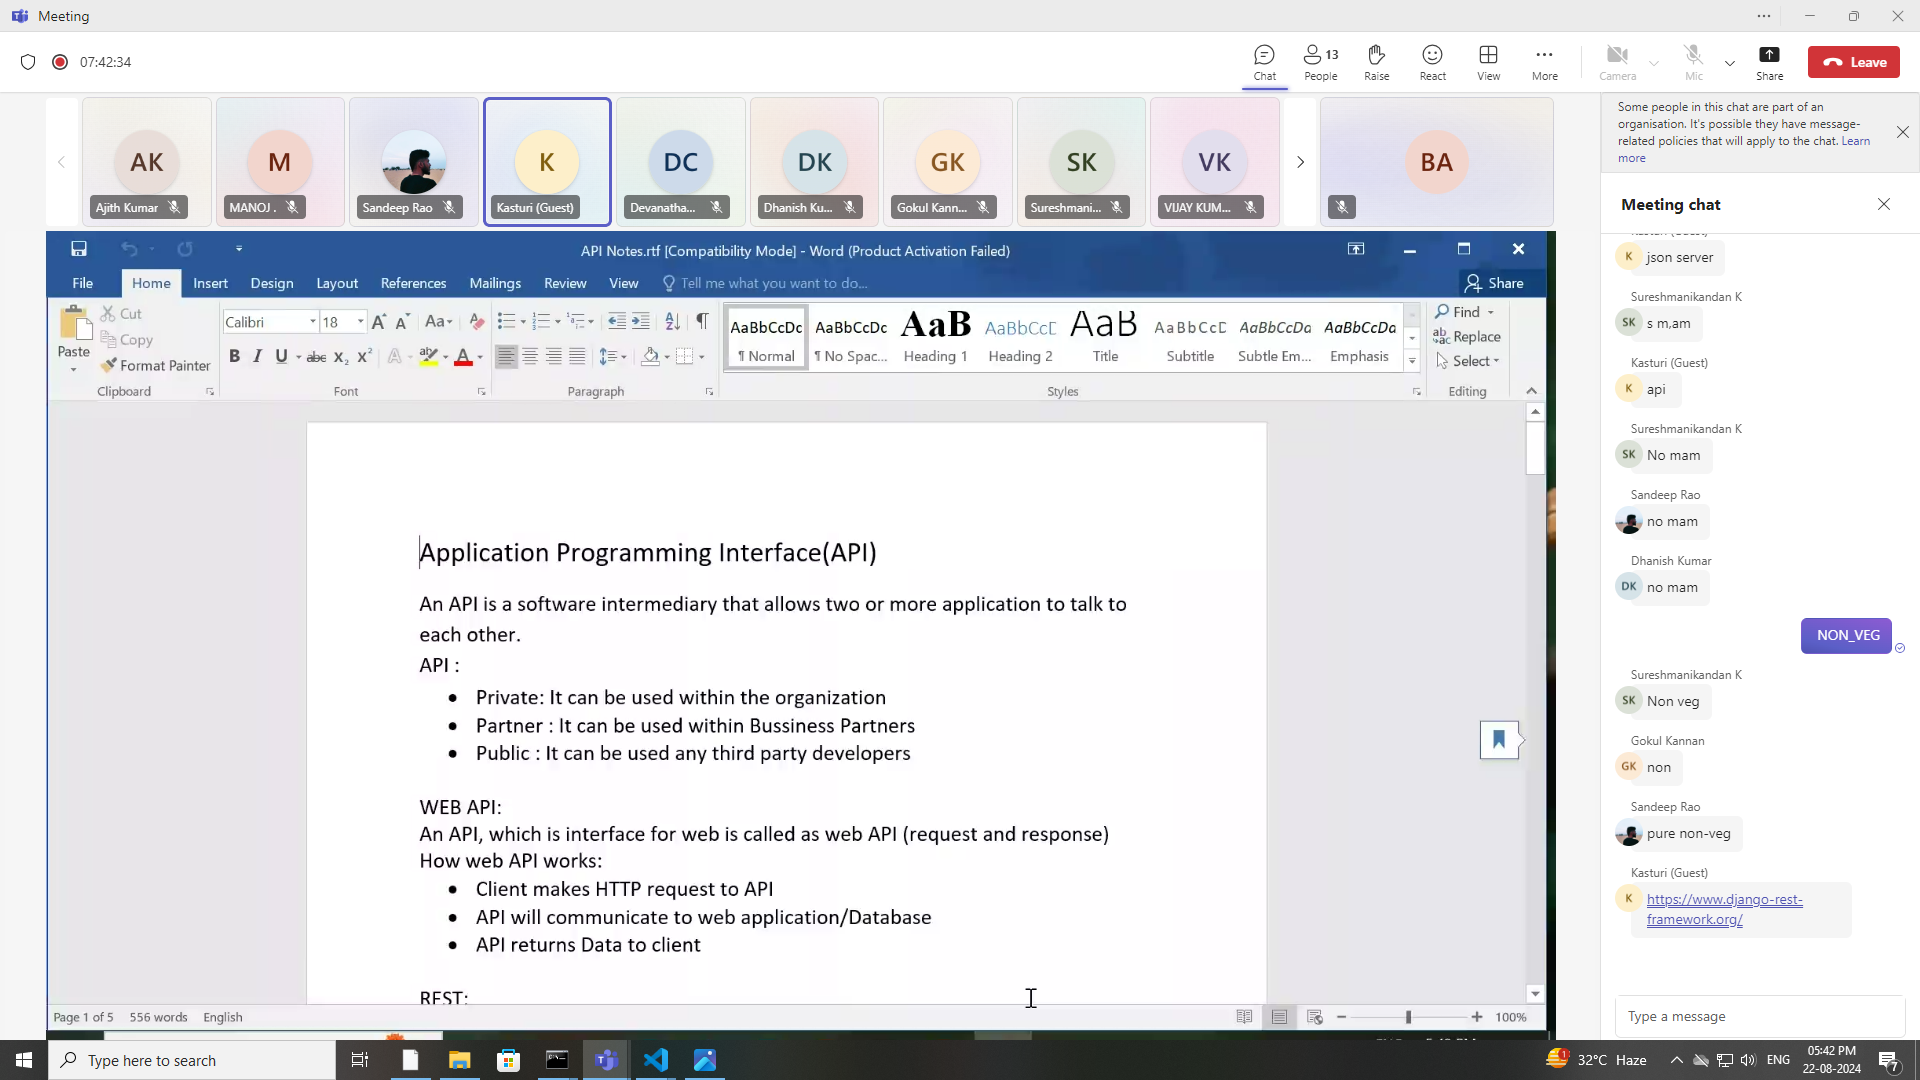 Meeting
07:42:34
Chat
13
People
Raise
React
View
More
Camera
Mic
Share
Leave
AK
Ajith Kumar
M
MANOJ .
Sandeep Rao
K
Kasturi (Guest)
DC
Devanatha...
DK
Dhanish Ku...
GK
Gokul Kann...
SK
Sureshmani...
VK
VIJAY KUM...
BA
API Notes.rtf [Compatibility Mode] - Word (Product Activation Failed)
File Home Insert Design Layout References Mailings Review View Tell me what you want to do... Share
Paste
Cut
Copy
Format Painter
Clipboard
Calibri 18
Font
Paragraph
AaBbCcDc
¶ Normal
AaBbCcDc
¶ No Spac...
AaB
Heading 1
AaBbCcC
Heading 2
AaB
Title
AaBbCcD
Subtitle
AaBbCcDa
Subtle Em...
AaBbCcDa
Emphasis
Styles
Find
Replace
Select
Editing
Application Programming Interface(API)
An API is a software intermediary that allows two or more application to talk to
each other.
API :
• Private: It can be used within the organization
• Partner : It can be used within Bussiness Partners
• Public : It can be used any third party developers
WEB API:
An API, which is interface for web is called as web API (request and response)
How web API works:
• Client makes HTTP request to API
• API will communicate to web application/Database
• API returns Data to client
REST:
Page 1 of 5 556 words English
100%
Some people in this chat are part of an
organisation. It's possible they have message-
related policies that will apply to the chat. Learn
more
Meeting chat
K
json server
Sureshmanikandan K
SK
s m,am
Kasturi (Guest)
K
api
Sureshmanikandan K
SK
No mam
Sandeep Rao
no mam
Dhanish Kumar
DK
no mam
NON_VEG
Sureshmanikandan K
SK
Non veg
Gokul Kannan
GK
non
Sandeep Rao
pure non-veg
Kasturi (Guest)
K
https://www.django-rest-
framework.org/
Type a message
Type here to search
1
32°C Haze
ENG
05:42 PM
22-08-2024
7